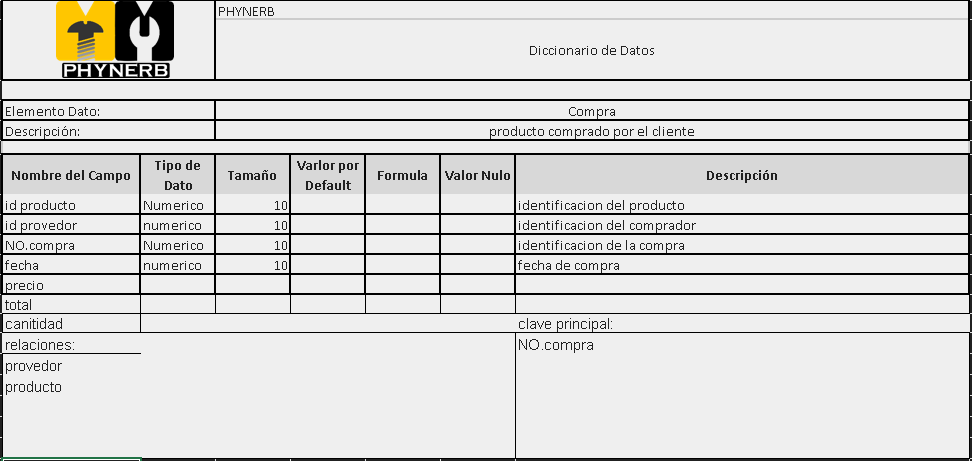 PHYNERB
PHYNERB
Diccionario de Datos
Elemento Dato: Compra
Descripción: producto comprado por el cliente
Nombre del Campo Tipo de Dato Tamaño Varlor por Default Formula Valor Nulo Descripción
id producto Numerico 10 identificacion del producto
id provedor numerico 10 identificacion del comprador
NO.compra Numerico 10 identificacion de la compra
fecha numerico 10 fecha de compra
precio
total
canitidad clave principal:
relaciones: NO.compra
provedor
producto